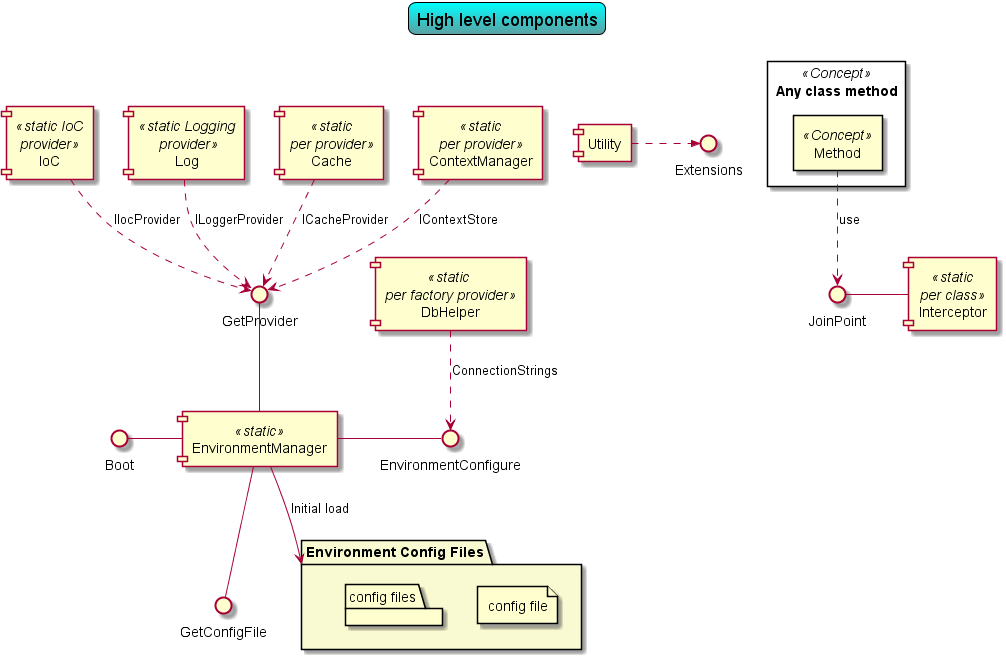 High level components
«Concept»
Any class method
«static IoC
provider»
IoC
«static Logging
provider»
Log
«static
per provider»
Cache
«static
per provider»
ContextManager
Utility
Extensions
«Concept»
Method
IIocProvider
ILoggerProvider
ICacheProvider
IContextStore
use
GetProvider
«static
per factory provider»
DbHelper
JoinPoint
«static
per class»
Interceptor
ConnectionStrings
Boot
«static»
EnvironmentManager
EnvironmentConfigure
Initial load
Environment Config Files
config files
config file
GetConfigFile